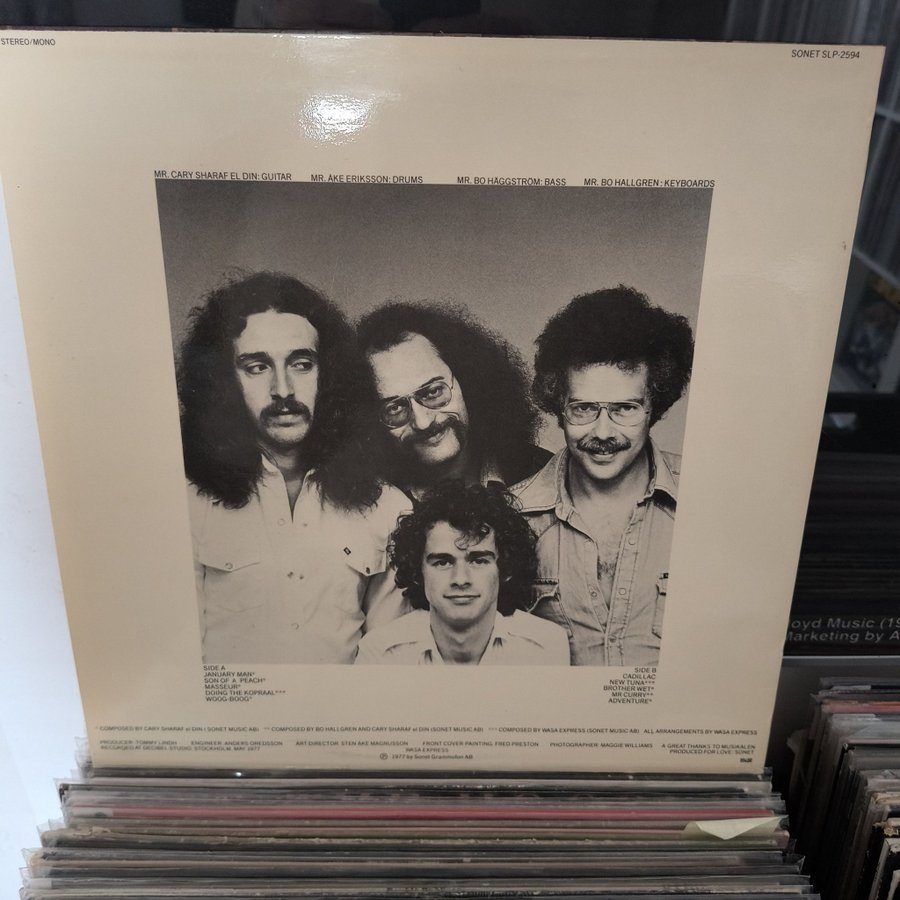 STEREO/MONO
SONET SLP-2594
MR. CARY SHARAF EL DIN: GUITAR MR. ÅKE ERIKSSON: DRUMS MR. BO HÄGGSTRÖM: BASS MR. BO HALLGREN: KEYBOARDS
SIDE A
JANUARY MAN*
SON OF A PEACH*
MASSEUR*
DOING THE KOPRAAL***
WOOG-BOOG*
SIDE B
CADILLAC
NEW TUNA***
BROTHER WET*
MR CURRY**
ADVENTURE*
* COMPOSED BY CARY SHARAF el DIN (SONET MUSIC AB) ** COMPOSED BY BO HALLGREN AND CARY SHARAF el DIN (SONET MUSIC AB) *** COMPOSED BY WASA EXPRESS (SONET MUSIC AB) ALL ARRANGEMENTS BY WASA EXPRESS
PRODUCER: TOMMY LINDH ENGINEER: ANDERS OREDSSON ART DIRECTOR: STEN ÅKE MAGNUSSON FRONT COVER PAINTING: FRED PRESTON PHOTOGRAPHER: MAGGIE WILLIAMS A GREAT THANKS TO MUSIKALEN
RECORDED AT DECIBEL STUDIO, STOCKHOLM, MAY 1977 WASA EXPRESS PRODUCED FOR LOVE: SONET
℗ 1977 by Sonet Grammofon AB
oyd Music (19
Marketing by A